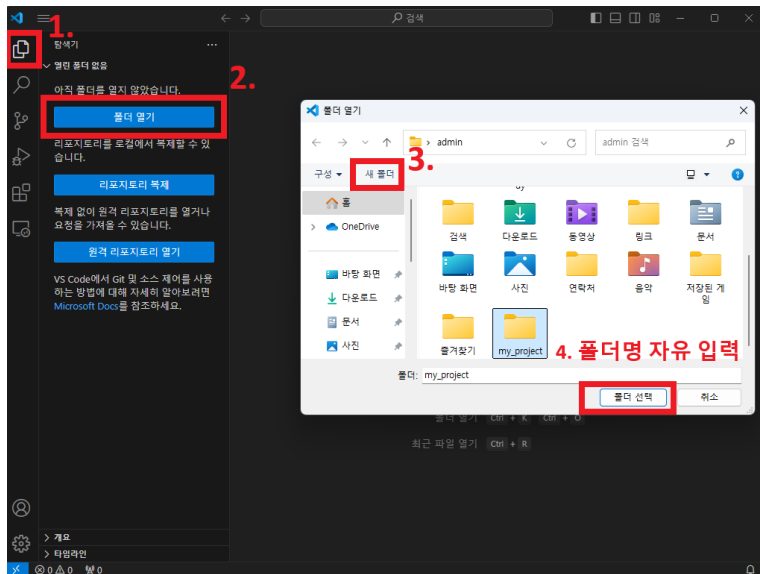 검색
1.
탐색기
열린 폴더 없음
2.
아직 폴더를 열지 않았습니다.
폴더 열기
리포지토리를 로컬에서 복제할 수 있
습니다.
리포지토리 복제
복제 없이 원격 리포지토리를 열거나
요청을 가져올 수 있습니다.
원격 리포지토리 열기
VS Code에서 Git 및 소스 제어를 사용
하는 방법에 대해 자세히 알아보려면
Microsoft Docs를 참조하세요.
폴더 열기
admin
admin 검색
3.
구성
새 폴더
홈
OneDrive
바탕 화면
다운로드
문서
사진
검색
다운로드
동영상
링크
문서
바탕 화면
사진
연락처
음악
저장된 게
임
즐겨찾기
my_project
4. 폴더명 자유 입력
폴더: my_project
폴더 선택
취소
폴더 열기 Ctrl + K Ctrl + O
최근 파일 열기 Ctrl + R
개요
타임라인
0 0 0